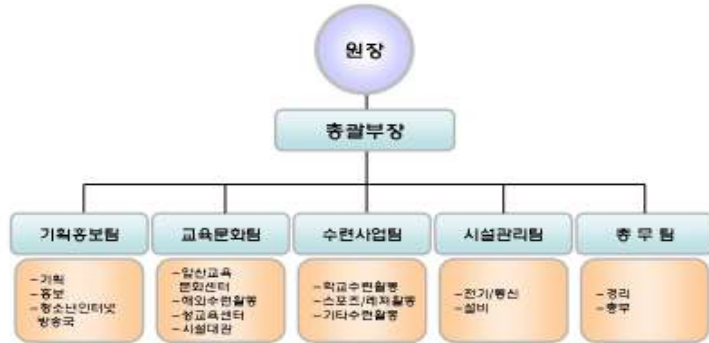 원장
총괄부장
기획홍보팀
교육문화팀
수련사업팀
시설관리팀
총 무 팀
-기획
-홍보
-청소년인터넷
방송국
-앞산교육
문화센터
-해외수련활동
-성교육센터
-시설대관
-학교수련활동
-스포츠/레저활동
-기타수련활동
-전기/통신
-설비
-경리
-총무